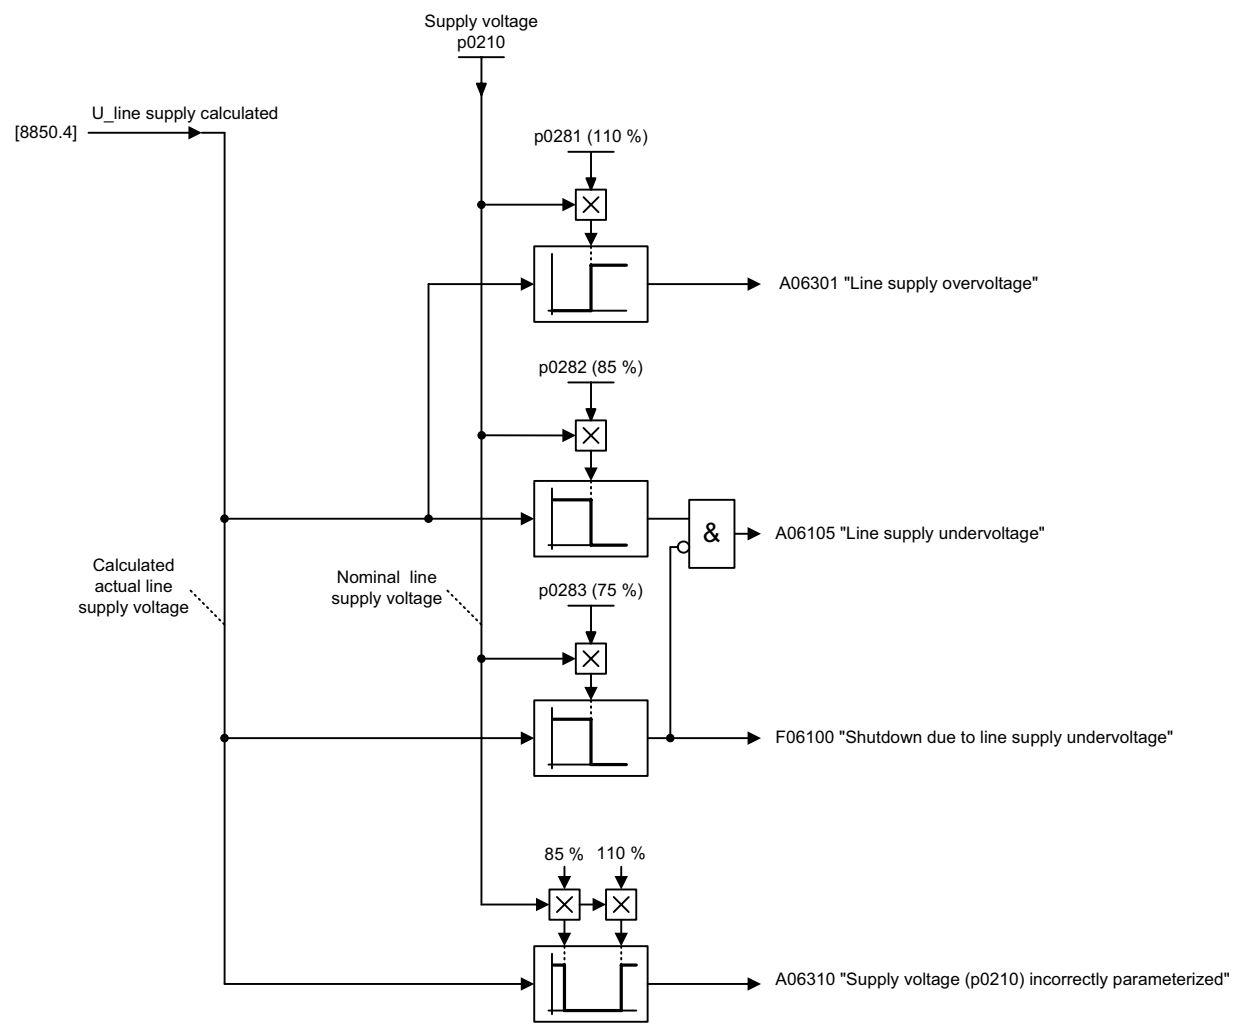 Supply voltage
p0210
U_line supply calculated
[8850.4]
p0281 (110 %)
A06301 "Line supply overvoltage"
p0282 (85 %)
&
A06105 "Line supply undervoltage"
Calculated
actual line
supply voltage
Nominal line
supply voltage
p0283 (75 %)
F06100 "Shutdown due to line supply undervoltage"
85 % 110 %
A06310 "Supply voltage (p0210) incorrectly parameterized"